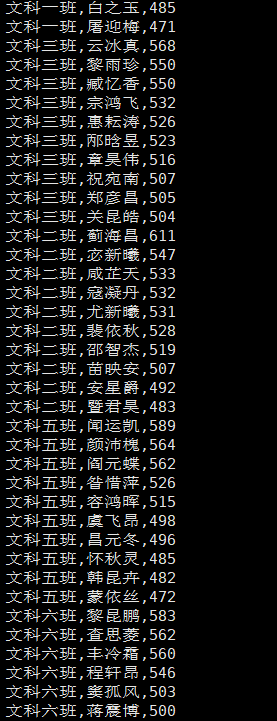 文科一班,白之玉,485
文科一班,屠迎梅,471
文科三班,云冰真,568
文科三班,黎雨珍,550
文科三班,臧忆香,550
文科三班,宗鸿飞,532
文科三班,惠耘涛,526
文科三班,邴晗昱,523
文科三班,章昊伟,516
文科三班,祝宛南,507
文科三班,郑彦昌,505
文科三班,关昆皓,504
文科二班,蓟海昌,611
文科二班,宓新曦,547
文科二班,咸芷天,533
文科二班,寇凝丹,532
文科二班,尤新曦,531
文科二班,裴依秋,528
文科二班,邵智杰,519
文科二班,苗映安,507
文科二班,安星爵,492
文科二班,暨君昊,483
文科五班,闻运凯,589
文科五班,颜沛槐,564
文科五班,阎元蝶,562
文科五班,昝惜萍,526
文科五班,容鸿晖,515
文科五班,虞飞昂,498
文科五班,昌元冬,496
文科五班,怀秋灵,485
文科五班,韩昆卉,482
文科五班,蒙依丝,472
文科六班,黎昆鹏,583
文科六班,查思菱,562
文科六班,丰冷霜,560
文科六班,程轩昂,546
文科六班,窦孤风,503
文科六班,蒋震博,500